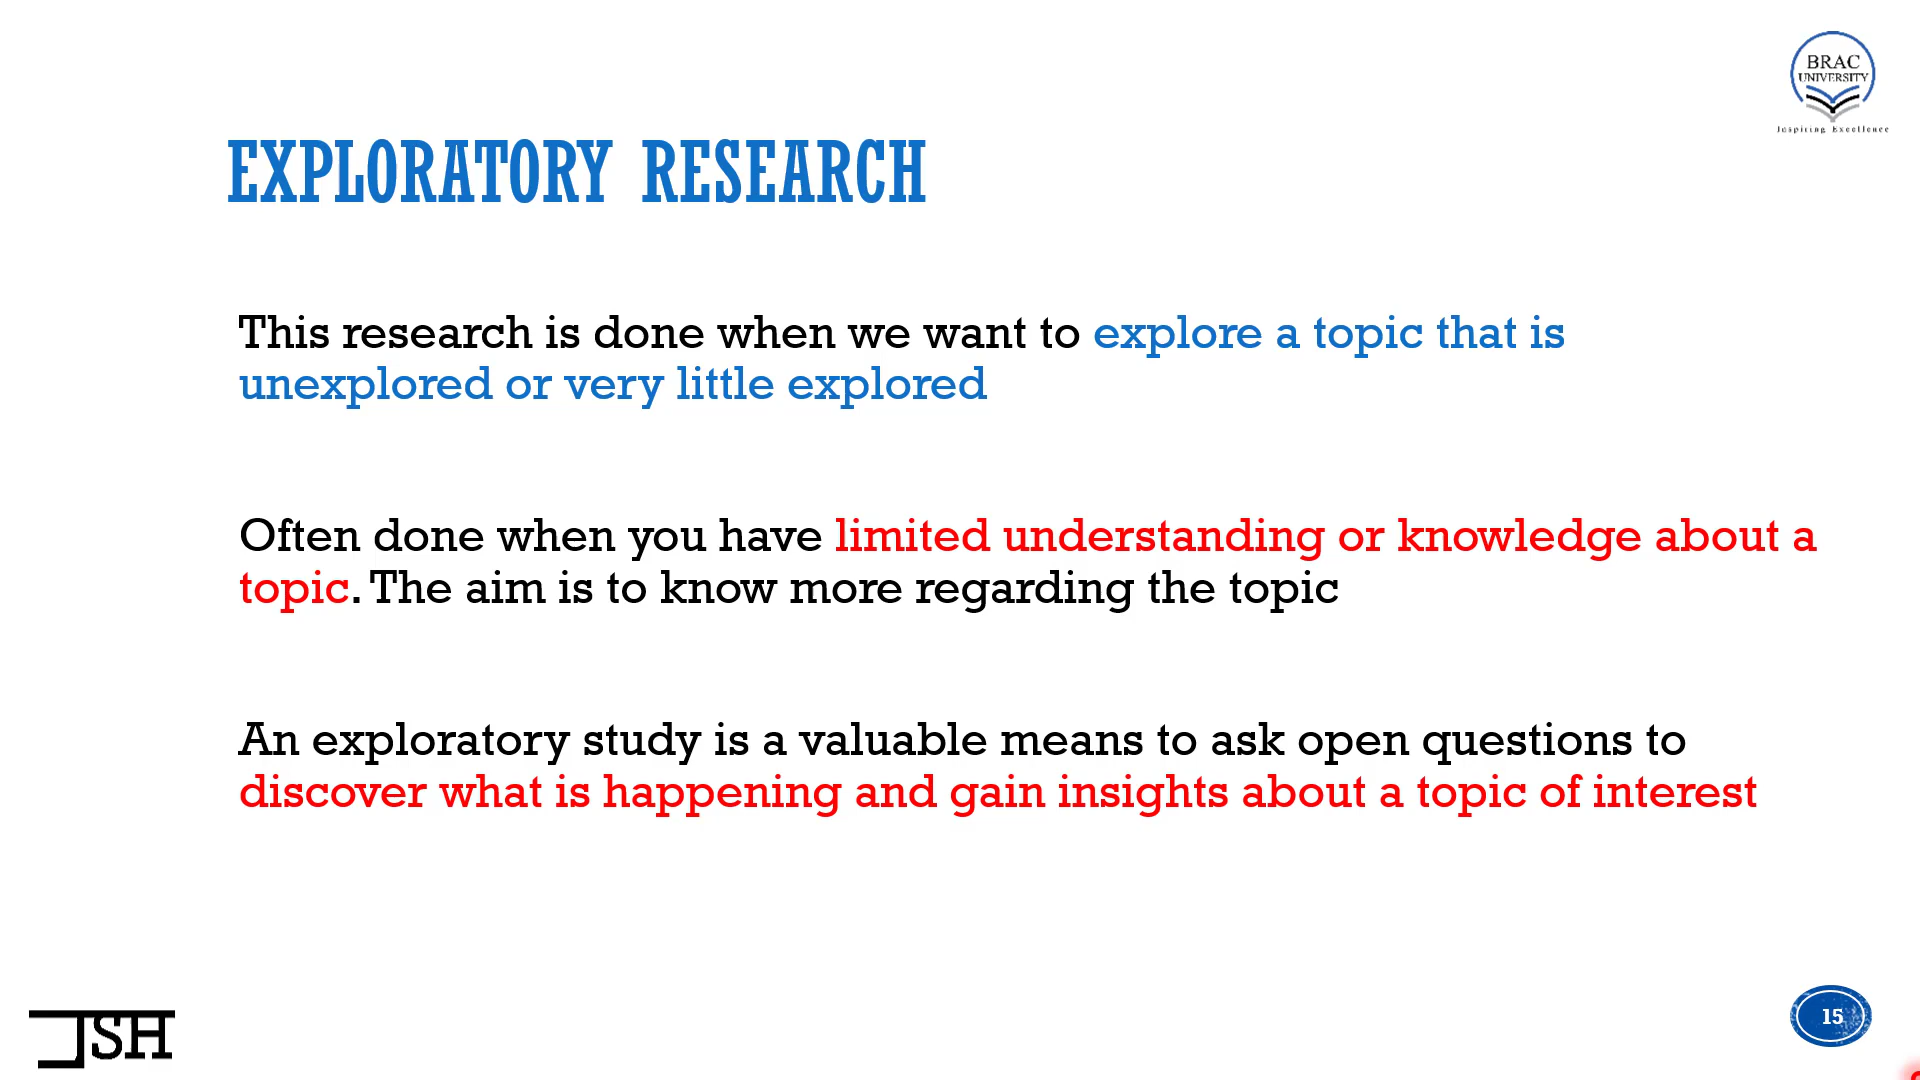 BRAC
UNIVERSITY
Inspiring Excellence
EXPLORATORY RESEARCH
This research is done when we want to explore a topic that is
unexplored or very little explored
Often done when you have limited understanding or knowledge about a
topic. The aim is to know more regarding the topic
An exploratory study is a valuable means to ask open questions to
discover what is happening and gain insights about a topic of interest
JSH
15